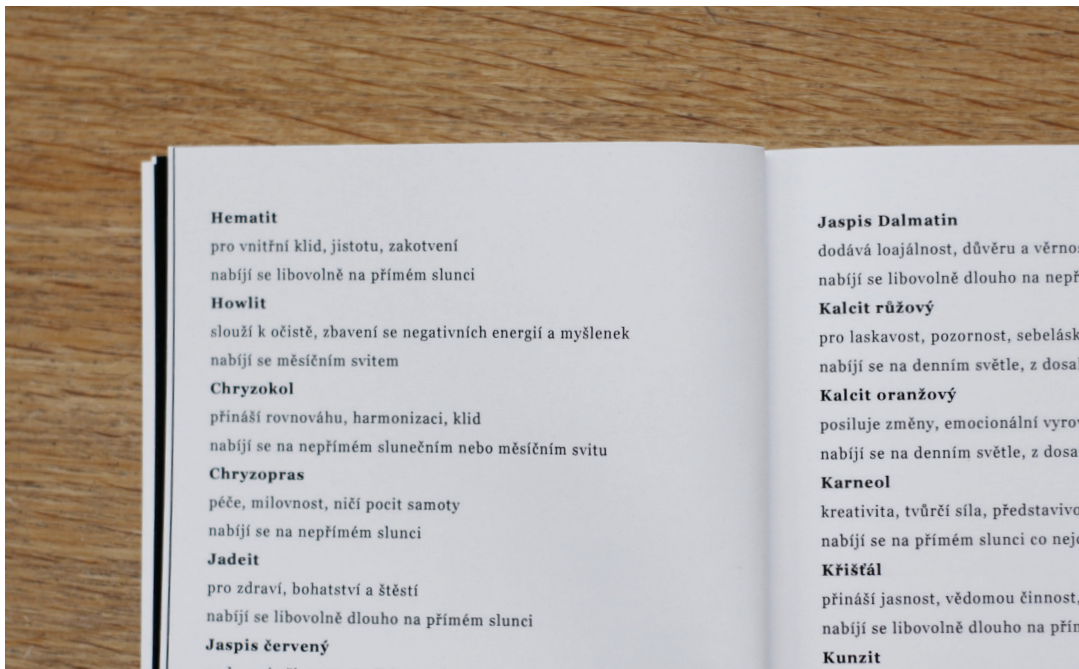 Hematit
pro vnitřní klid, jistotu, zakotvení
nabíjí se libovolně na přímém slunci
Howlit
slouží k očistě, zbavení se negativních energií a myšlenek
nabíjí se měsíčním svitem
Chryzokol
přináší rovnováhu, harmonizaci, klid
nabíjí se na nepřímém slunečním nebo měsíčním svitu
Chryzopras
péče, milovnost, ničí pocit samoty
nabíjí se na nepřímém slunci
Jadeit
pro zdraví, bohatství a štěstí
nabíjí se libovolně dlouho na přímém slunci
Jaspis červený
Jaspis Dalmatin
dodává loajálnost, důvěru a
nabíjí se libovolně dlouho na
Kalcit růžový
pro laskavost, pozornost,
nabíjí se na denním světle, z
Kalcit oranžový
posiluje změny, emocionální
nabíjí se na denním světle, z
Karneol
kreativita, tvůrčí síla,
nabíjí se na přímém slunci co
Křišťál
přináší jasnost, vědomou činnost,
nabíjí se libovolně dlouho na
Kunzit